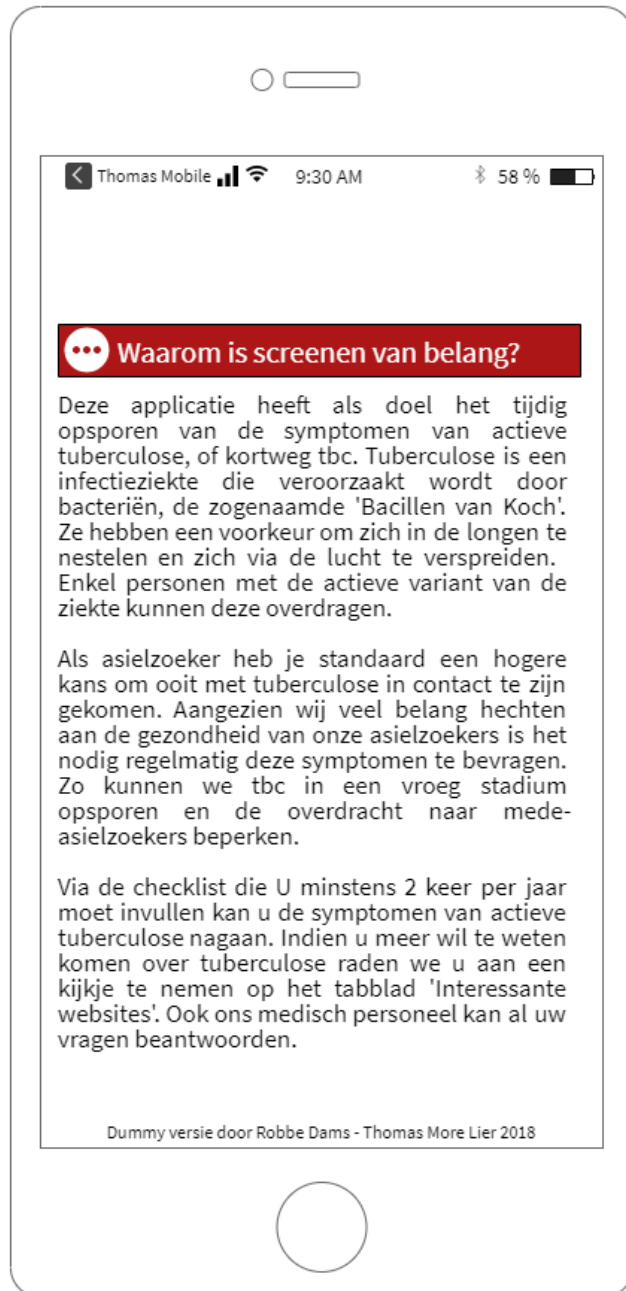 Thomas Mobile 9:30 AM 58 %
Waarom is screenen van belang?
Deze applicatie heeft als doel het tijdig
opsporen van de symptomen van actieve
tuberculose, of kortweg tbc. Tuberculose is een
infectieziekte die veroorzaakt wordt door
bacteriën, de zogenaamde 'Bacillen van Koch'.
Ze hebben een voorkeur om zich in de longen te
nestelen en zich via de lucht te verspreiden.
Enkel personen met de actieve variant van de
ziekte kunnen deze overdragen.
Als asielzoeker heb je standaard een hogere
kans om ooit met tuberculose in contact te zijn
gekomen. Aangezien wij veel belang hechten
aan de gezondheid van onze asielzoekers is het
nodig regelmatig deze symptomen te bevragen.
Zo kunnen we tbc in een vroeg stadium
opsporen en de overdracht naar mede-
asielzoekers beperken.
Via de checklist die U minstens 2 keer per jaar
moet invullen kan u de symptomen van actieve
tuberculose nagaan. Indien u meer wil te weten
komen over tuberculose raden we u aan een
kijkje te nemen op het tabblad 'Interessante
websites'. Ook ons medisch personeel kan al uw
vragen beantwoorden.
Dummy versie door Robbe Dams - Thomas More Lier 2018